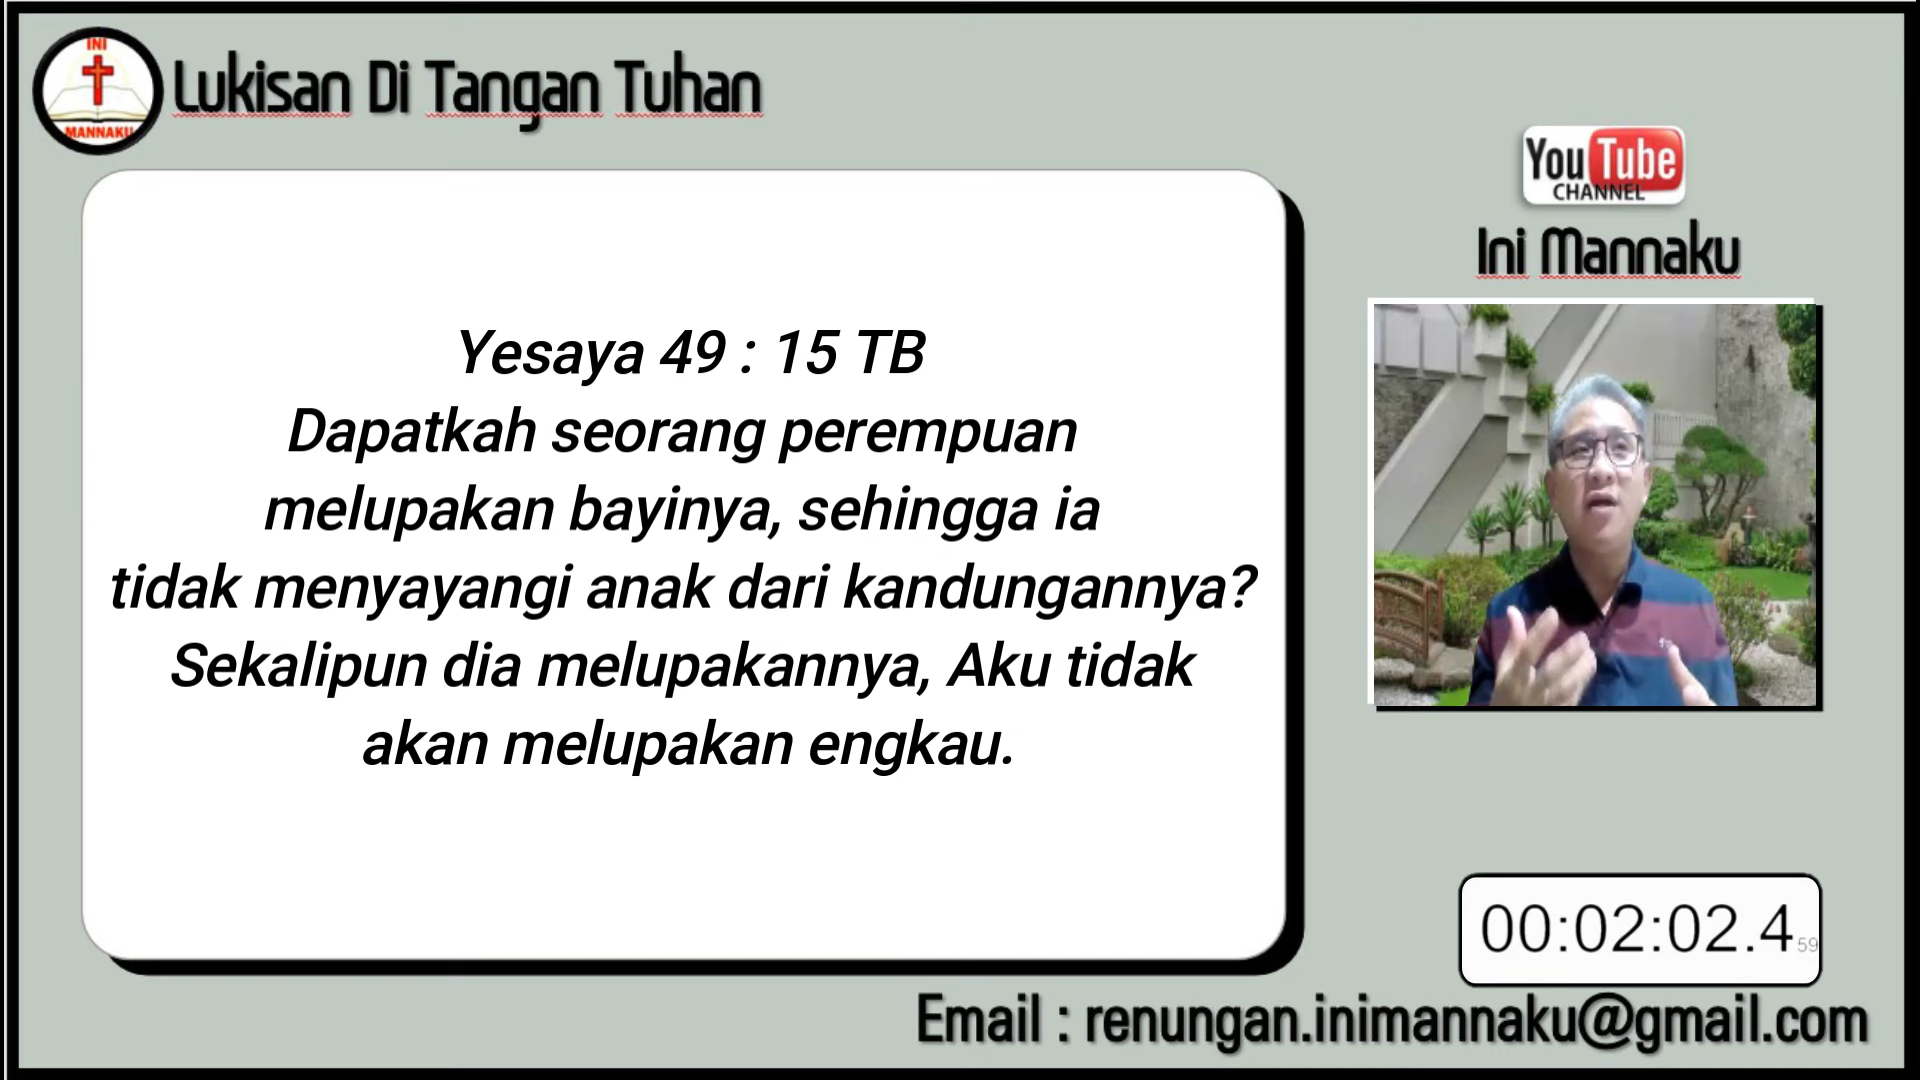 INI
MANNAKU
Lukisan Di Tangan Tuhan
YouTube
CHANNEL
Ini Mannaku
Yesaya 49 : 15 TB
Dapatkah seorang perempuan
melupakan bayinya, sehingga ia
tidak menyayangi anak dari kandungannya?
Sekalipun dia melupakannya, Aku tidak
akan melupakan engkau.
00:02:02.4 59
Email : renungan.inimannaku@gmail.com